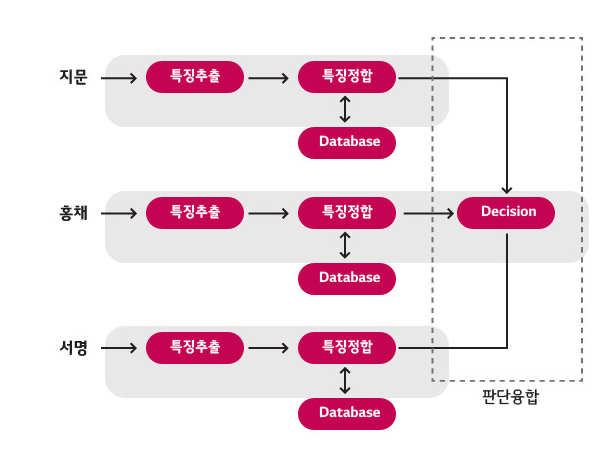 지문
특징추출
특징정합
Database
홍채
특징추출
특징정합
Decision
Database
서명
특징추출
특징정합
Database
판단융합